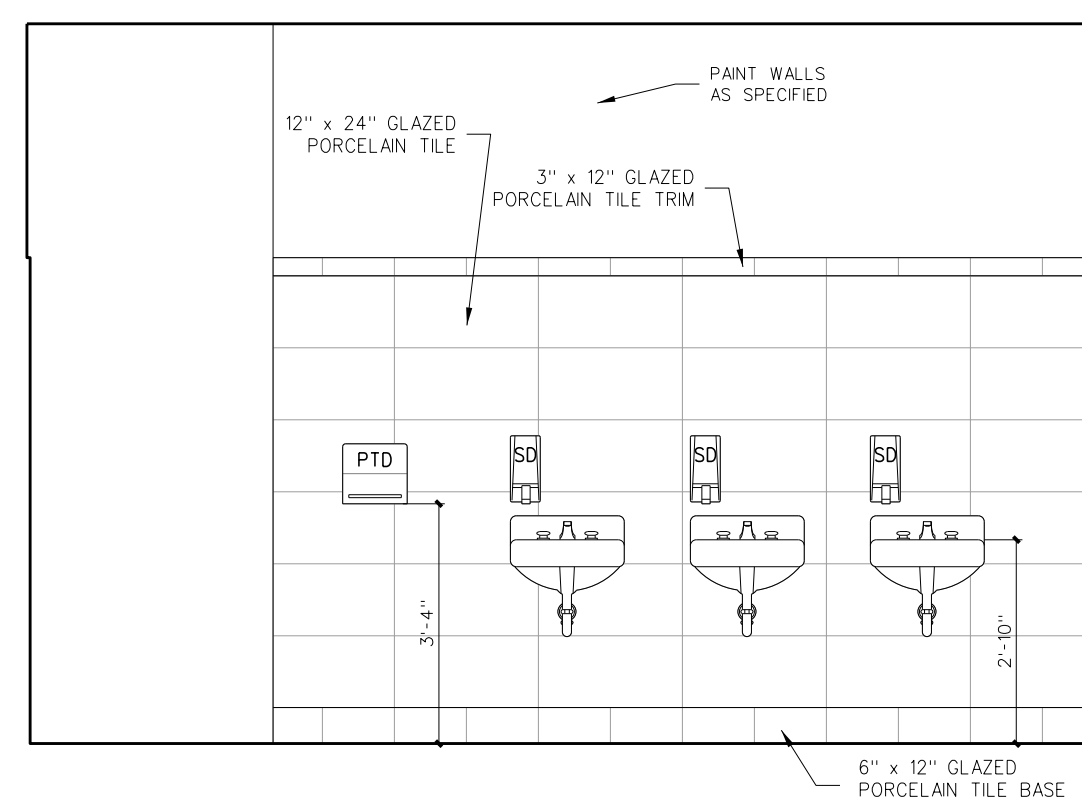 PAINT WALLS
AS SPECIFIED
12" x 24" GLAZED
PORCELAIN TILE
3" x 12" GLAZED
PORCELAIN TILE TRIM
PTD
SD
SD
SD
3'-4"
2'-10"
6" x 12" GLAZED
PORCELAIN TILE BASE